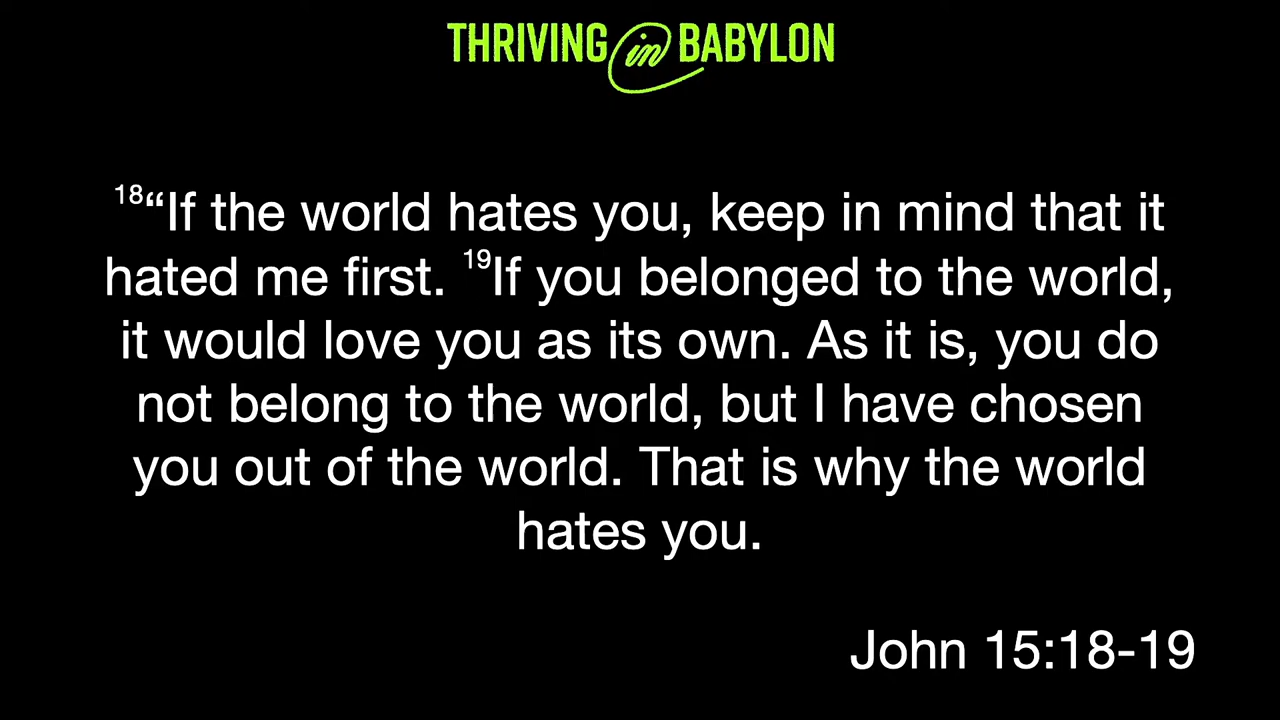 THRIVING in BABYLON
18“If the world hates you, keep in mind that it
hated me first. 19If you belonged to the world,
it would love you as its own. As it is, you do
not belong to the world, but I have chosen
you out of the world. That is why the world
hates you.
John 15:18-19